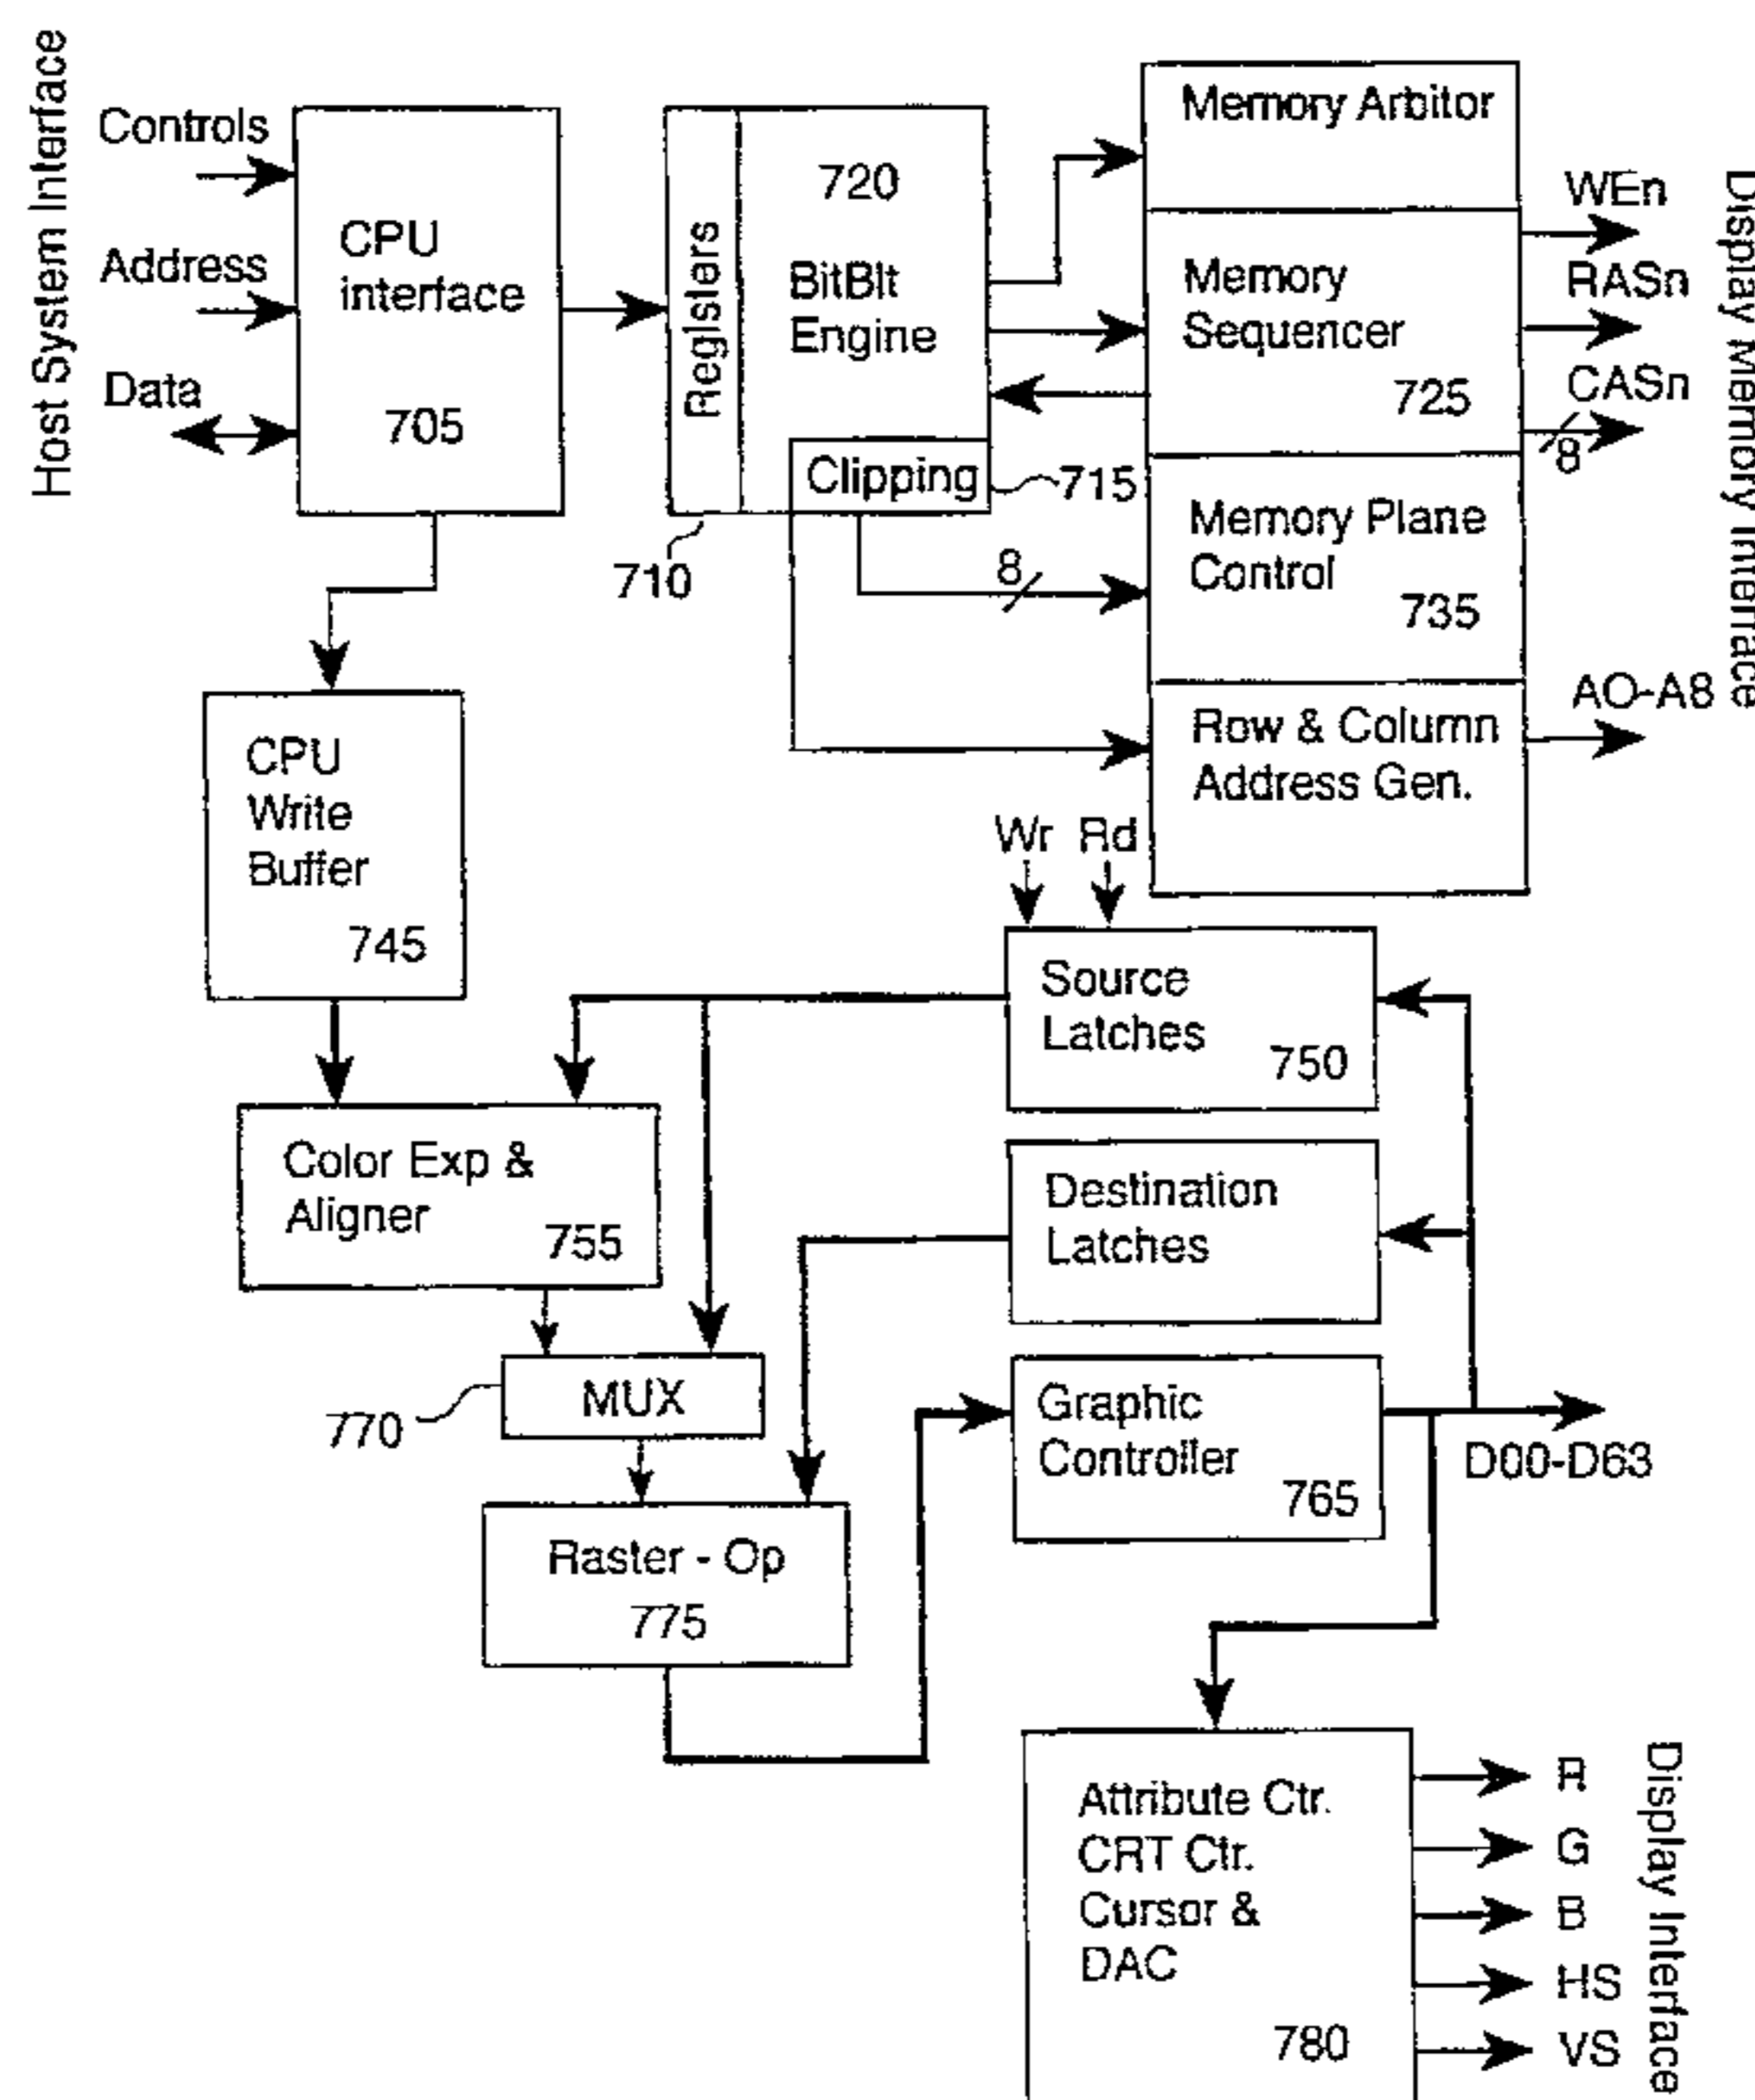 Host System Interface
Controls
Address
Data
CPU
interface
705
Registers
720
BitBlt
Engine
Clipping
715
710
8
Memory Arbitor
Memory
Sequencer
725
Memory Plane
Control
735
Row & Column
Address Gen.
WEn
RASn
CASn
8
AO-A8
Display Memory Interface
CPU
Write
Buffer
745
Wr Rd
Source
Latches
750
Color Exp &
Aligner
755
Destination
Latches
MUX
770
Graphic
Controller
765
D00-D63
Raster - Op
775
Attribute Ctr.
CRT Ctr.
Cursor &
DAC
780
R
G
B
HS
VS
Display Interface